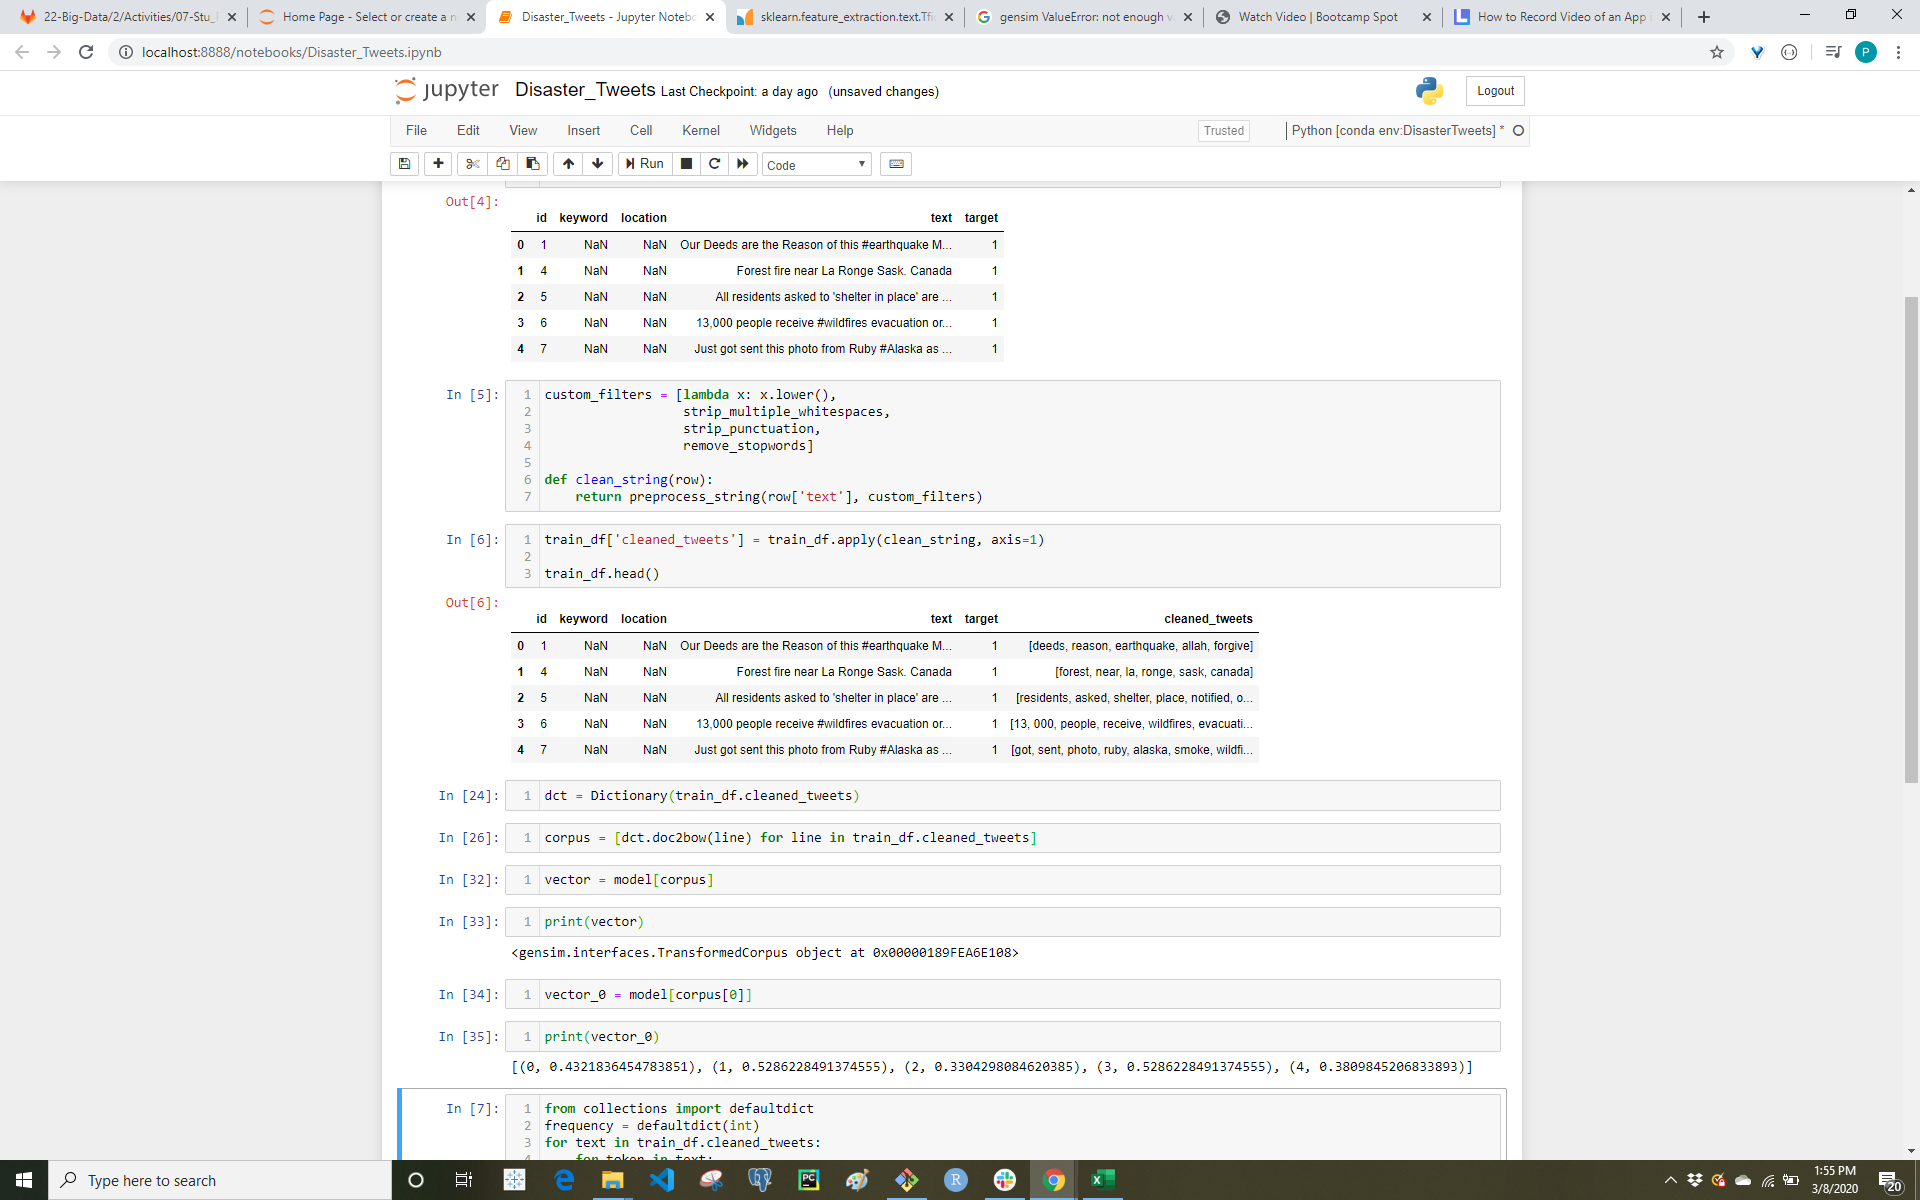 22-Big-Data/2/Activities/07-Stu_
Home Page - Select or create a n
Disaster_Tweets - Jupyter Notebo
sklearn.feature_extraction.text.Tfi
gensim ValueError: not enough v
Watch Video | Bootcamp Spot
How to Record Video of an App
localhost:8888/notebooks/Disaster_Tweets.ipynb
P
jupyter Disaster_Tweets Last Checkpoint: a day ago (unsaved changes)
Logout
File Edit View Insert Cell Kernel Widgets Help
Trusted
Python [conda env:DisasterTweets] *
Run
Code
Out[4]:
id keyword location text target
0 1 NaN NaN Our Deeds are the Reason of this #earthquake M... 1
1 4 NaN NaN Forest fire near La Ronge Sask. Canada 1
2 5 NaN NaN All residents asked to 'shelter in place' are ... 1
3 6 NaN NaN 13,000 people receive #wildfires evacuation or... 1
4 7 NaN NaN Just got sent this photo from Ruby #Alaska as ... 1
In [5]:
1 custom_filters = [lambda x: x.lower(),
2 strip_multiple_whitespaces,
3 strip_punctuation,
4 remove_stopwords]
5
6 def clean_string(row):
7 return preprocess_string(row['text'], custom_filters)
In [6]:
1 train_df['cleaned_tweets'] = train_df.apply(clean_string, axis=1)
2
3 train_df.head()
Out[6]:
id keyword location text target cleaned_tweets
0 1 NaN NaN Our Deeds are the Reason of this #earthquake M... 1 [deeds, reason, earthquake, allah, forgive]
1 4 NaN NaN Forest fire near La Ronge Sask. Canada 1 [forest, near, la, ronge, sask, canada]
2 5 NaN NaN All residents asked to 'shelter in place' are ... 1 [residents, asked, shelter, place, notified, o...
3 6 NaN NaN 13,000 people receive #wildfires evacuation or... 1 [13, 000, people, receive, wildfires, evacuati...
4 7 NaN NaN Just got sent this photo from Ruby #Alaska as ... 1 [got, sent, photo, ruby, alaska, smoke, wildfi...
In [24]: 1 dct = Dictionary(train_df.cleaned_tweets)
In [26]: 1 corpus = [dct.doc2bow(line) for line in train_df.cleaned_tweets]
In [32]: 1 vector = model[corpus]
In [33]: 1 print(vector)
<gensim.interfaces.TransformedCorpus object at 0x00000189FEA6E108>
In [34]: 1 vector_0 = model[corpus[0]]
In [35]: 1 print(vector_0)
[(0, 0.4321836454783851), (1, 0.5286228491374555), (2, 0.3304298084620385), (3, 0.5286228491374555), (4, 0.3809845206833893)]
In [7]:
1 from collections import defaultdict
2 frequency = defaultdict(int)
3 for text in train_df.cleaned_tweets:
4 for token in text:
Type here to search
PC
R
1:55 PM
3/8/2020
20